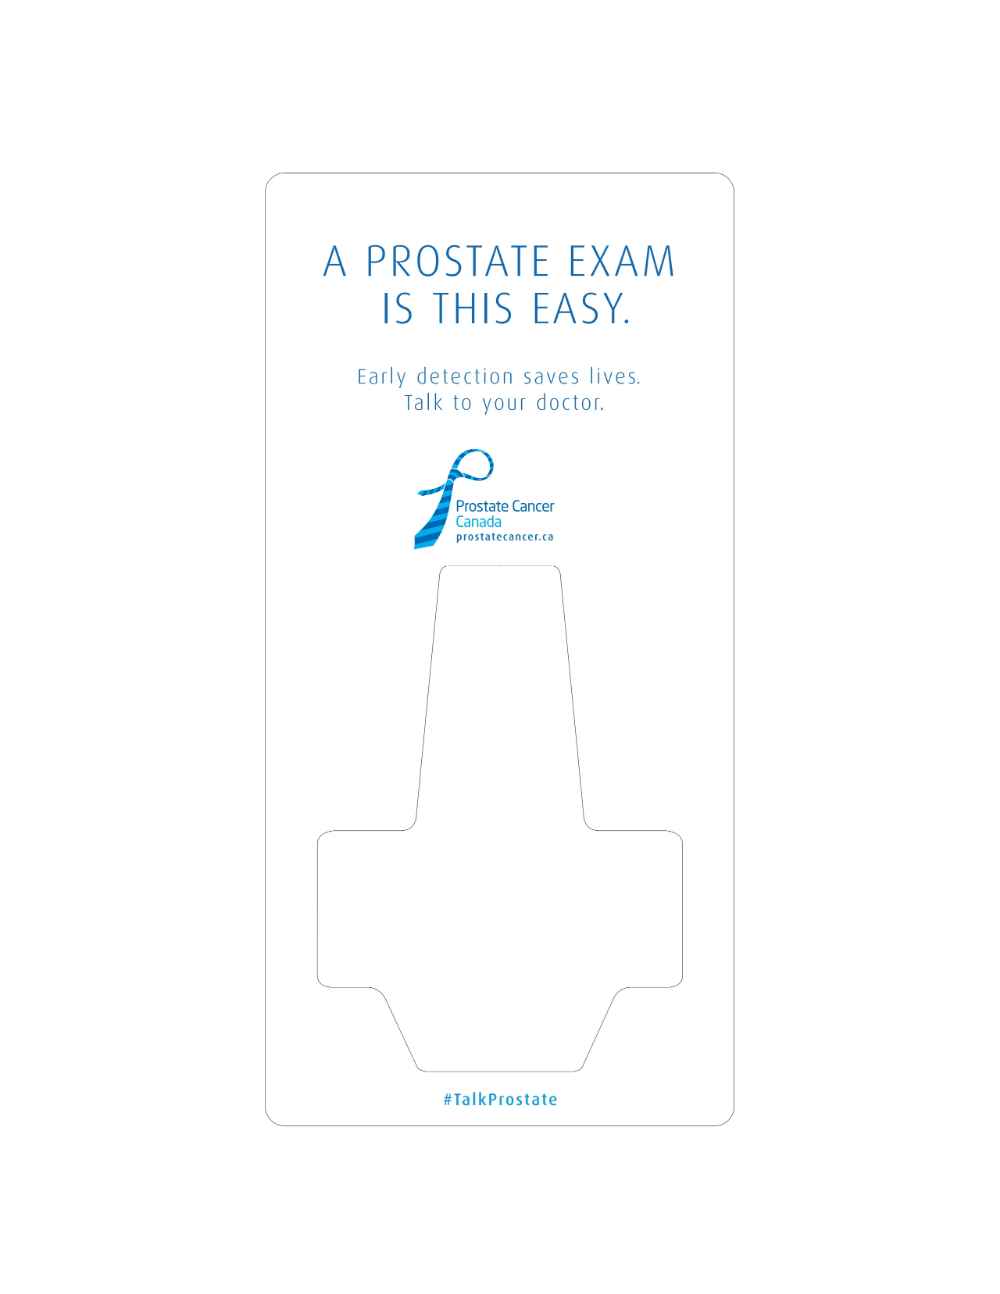 A PROSTATE EXAM
IS THIS EASY.
Early detection saves lives.
Talk to your doctor.
Prostate Cancer
Canada
prostatecancer.ca
#TalkProstate